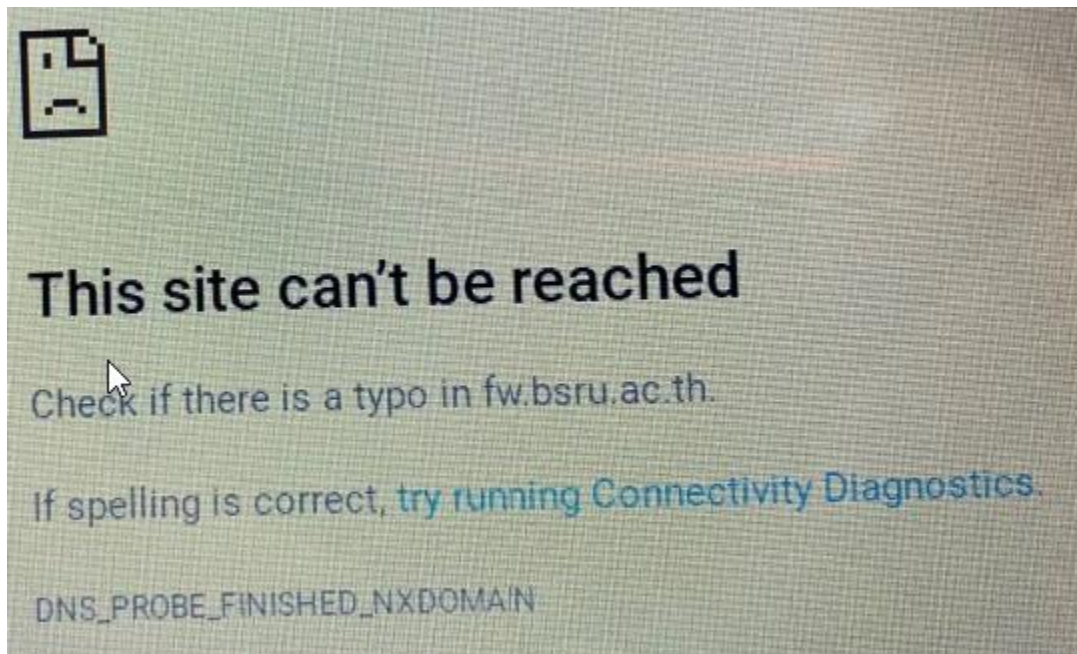 This site can't be reached
Check if there is a typo in fw.bsru.ac.th.
If spelling is correct, try running Connectivity Diagnostics.
DNS_PROBE_FINISHED_NXDOMAIN